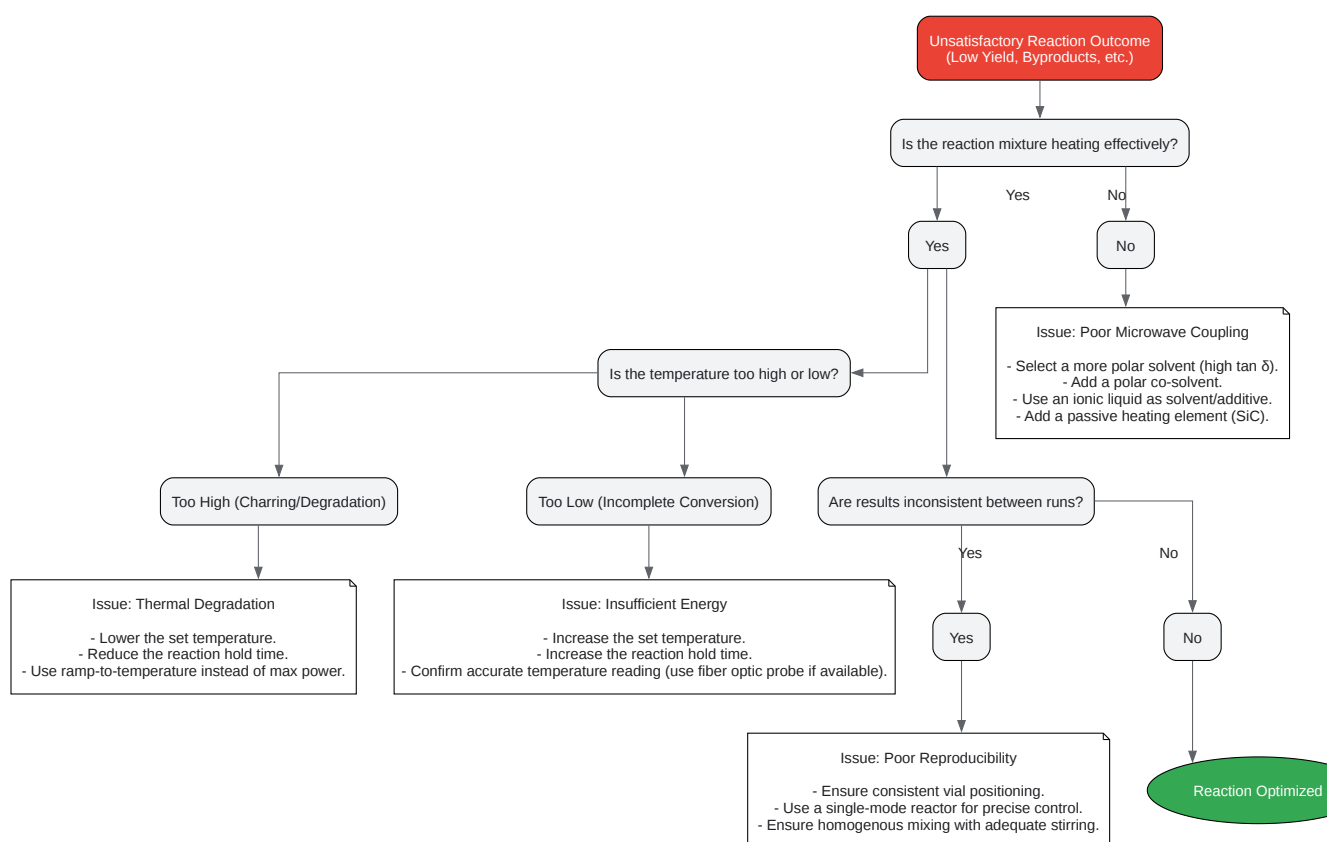 Unsatisfactory Reaction Outcome
(Low Yield, Byproducts, etc.)
Is the reaction mixture heating effectively?
Yes
No
Yes
No
Issue: Poor Microwave Coupling
- Select a more polar solvent (high tan δ).
- Add a polar co-solvent.
- Use an ionic liquid as solvent/additive.
- Add a passive heating element (SiC).
Is the temperature too high or low?
Too High (Charring/Degradation)
Too Low (Incomplete Conversion)
Are results inconsistent between runs?
Yes
No
Issue: Thermal Degradation
- Lower the set temperature.
- Reduce the reaction hold time.
- Use ramp-to-temperature instead of max power.
Issue: Insufficient Energy
- Increase the set temperature.
- Increase the reaction hold time.
- Confirm accurate temperature reading (use fiber optic probe if available).
Yes
No
Issue: Poor Reproducibility
- Ensure consistent vial positioning.
- Use a single-mode reactor for precise control.
- Ensure homogenous mixing with adequate stirring.
Reaction Optimized